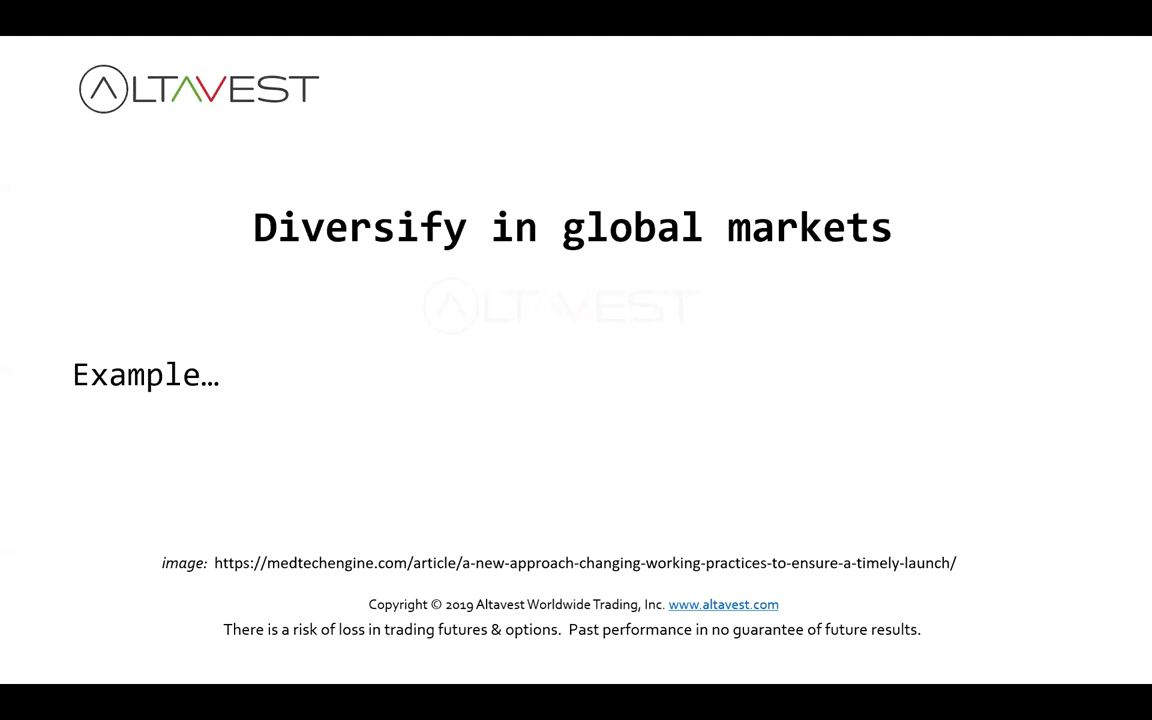 ALTAVEST
Diversify in global markets
ALTAVEST
Example…
image: https://medtechengine.com/article/a-new-approach-changing-working-practices-to-ensure-a-timely-launch/
Copyright © 2019 Altavest Worldwide Trading, Inc. www.altavest.com
There is a risk of loss in trading futures & options. Past performance in no guarantee of future results.